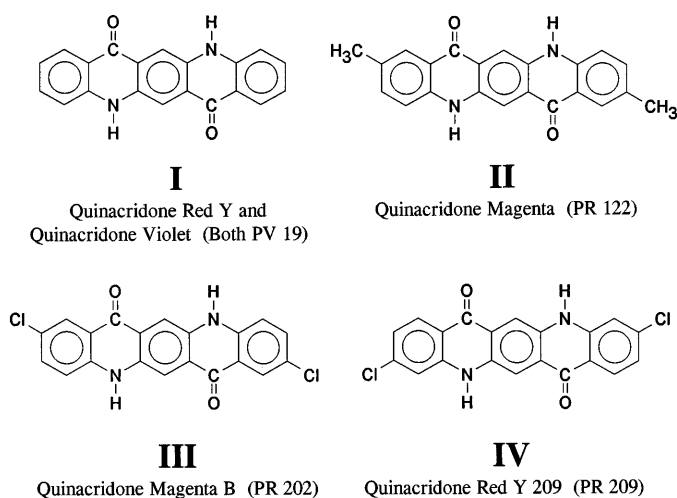 O
H
C
N
N
C
H
O
I
Quinacridone Red Y and
Quinacridone Violet (Both PV 19)
O
H
H₃C
C
N
N
C
CH₃
H
O
II
Quinacridone Magenta (PR 122)
O
H
Cl
C
N
N
C
Cl
H
O
III
Quinacridone Magenta B (PR 202)
O
H
C
N
Cl
Cl
N
C
H
O
IV
Quinacridone Red Y 209 (PR 209)